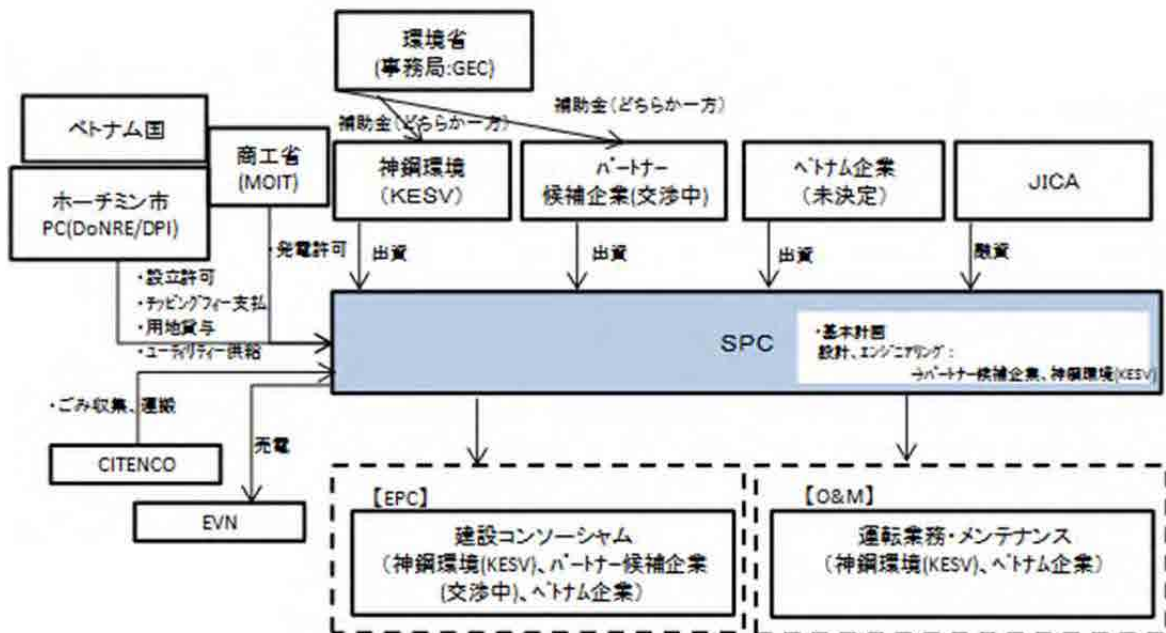 環境省
(事務局:GEC)
補助金(どちらか一方)
補助金(どちらか一方)
ベトナム国
商工省
(MOIT)
ホーチミン市
PC(DoNRE/DPI)
神鋼環境
(KESV)
パートナー
候補企業(交渉中)
ベトナム企業
(未決定)
JICA
・発電許可
出資
出資
出資
融資
・設立許可
・チッピングフィー支払
・用地貸与
・ユーティリティー供給
SPC
・基本計画
設計、エンジニアリング:
→パートナー候補企業、神鋼環境(KESV)
・ごみ収集、運搬
売電
CITENCO
EVN
【EPC】
建設コンソーシャム
(神鋼環境(KESV)、パートナー候補企業
(交渉中)、ベトナム企業)
【O&M】
運転業務・メンテナンス
(神鋼環境(KESV)、ベトナム企業)